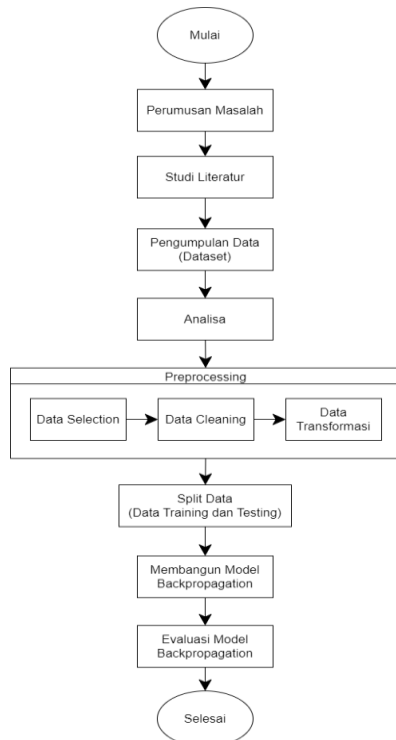 Mulai
Perumusan Masalah
Studi Literatur
Pengumpulan Data
(Dataset)
Analisa
Preprocessing
Data Selection
Data Cleaning
Data
Transformasi
Split Data
(Data Training dan Testing)
Membangun Model
Backpropagation
Evaluasi Model
Backpropagation
Selesai